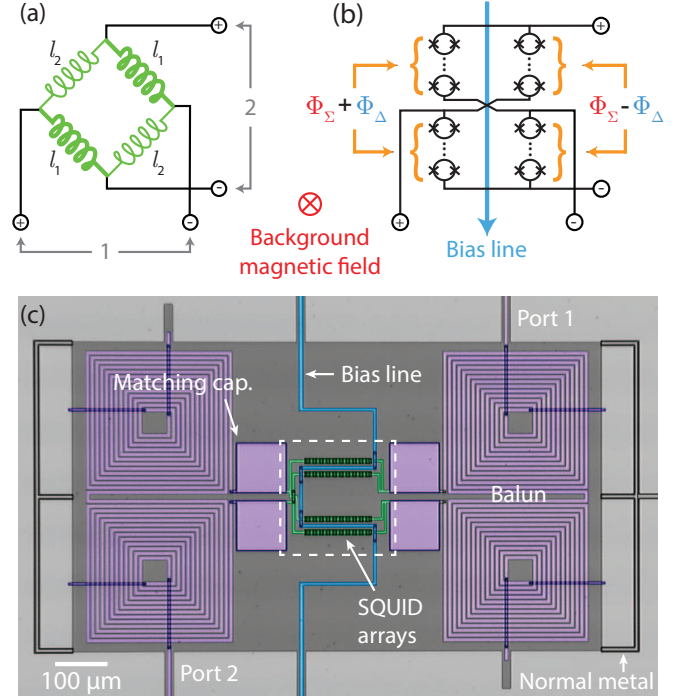 (a)
l2
l1
l1
l2
+
2
-
+
-
1
(b)
+
ΦΣ + ΦΔ
ΦΣ - ΦΔ
-
+
-
Background
magnetic field
Bias line
(c)
Port 1
Matching cap.
Bias line
Balun
SQUID
arrays
Port 2
100 μm
Normal metal